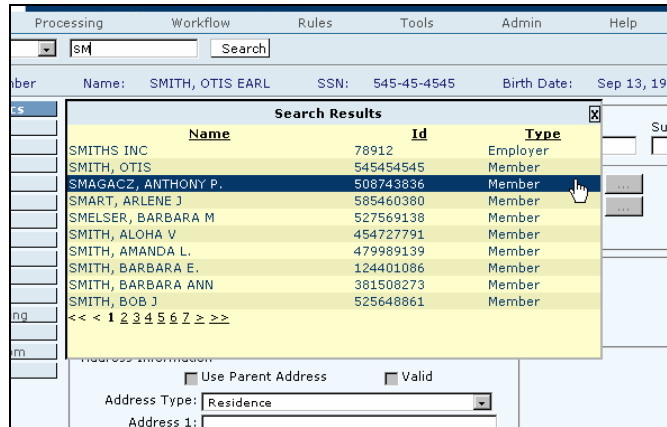 Processing Workflow Rules Tools Admin Help
SM Search
Name: SMITH, OTIS EARL SSN: 545-45-4545 Birth Date: Sep 13, 19
Search Results X
Name Id Type
SMITHS INC 78912 Employer
SMITH, OTIS 545454545 Member
SMAGACZ, ANTHONY P. 508743836 Member
... 
SMART, ARLENE J 585460380 Member
...
SMELSER, BARBARA M 527569138 Member
SMITH, ALOHA V 454727791 Member
SMITH, AMANDA L. 479989139 Member
SMITH, BARBARA E. 124401086 Member
SMITH, BARBARA ANN 381508273 Member
SMITH, BOB J 525648861 Member
<< < 1 2 3 4 5 6 7 > >>
Address Information
Use Parent Address Valid
Address Type: Residence
Address 1: